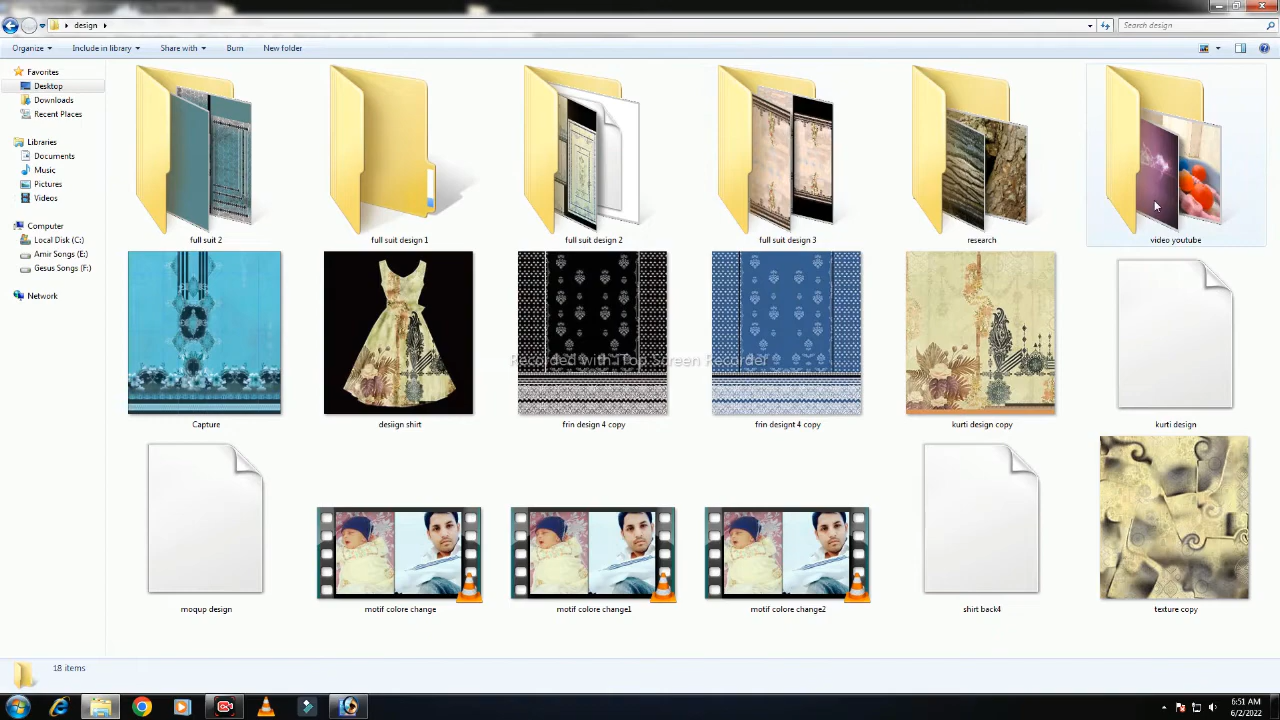 design
Search design
Organize
Include in library
Share with
Burn
New folder
Favorites
Desktop
Downloads
Recent Places
Libraries
Documents
Music
Pictures
Videos
Computer
Local Disk (C:)
Amir Songs (E:)
Gesus Songs (F:)
Network
full suit 2
full suit design 1
full suit design 2
full suit design 3
research
video youtube
Capture
desiign shirt
frin design 4 copy
frin designt 4 copy
kurti design copy
kurti design
Recorded with iTop Screen Recorder
moqup design
motif colore change
motif colore change1
motif colore change2
shirt back4
texture copy
18 items
6:51 AM
6/2/2022